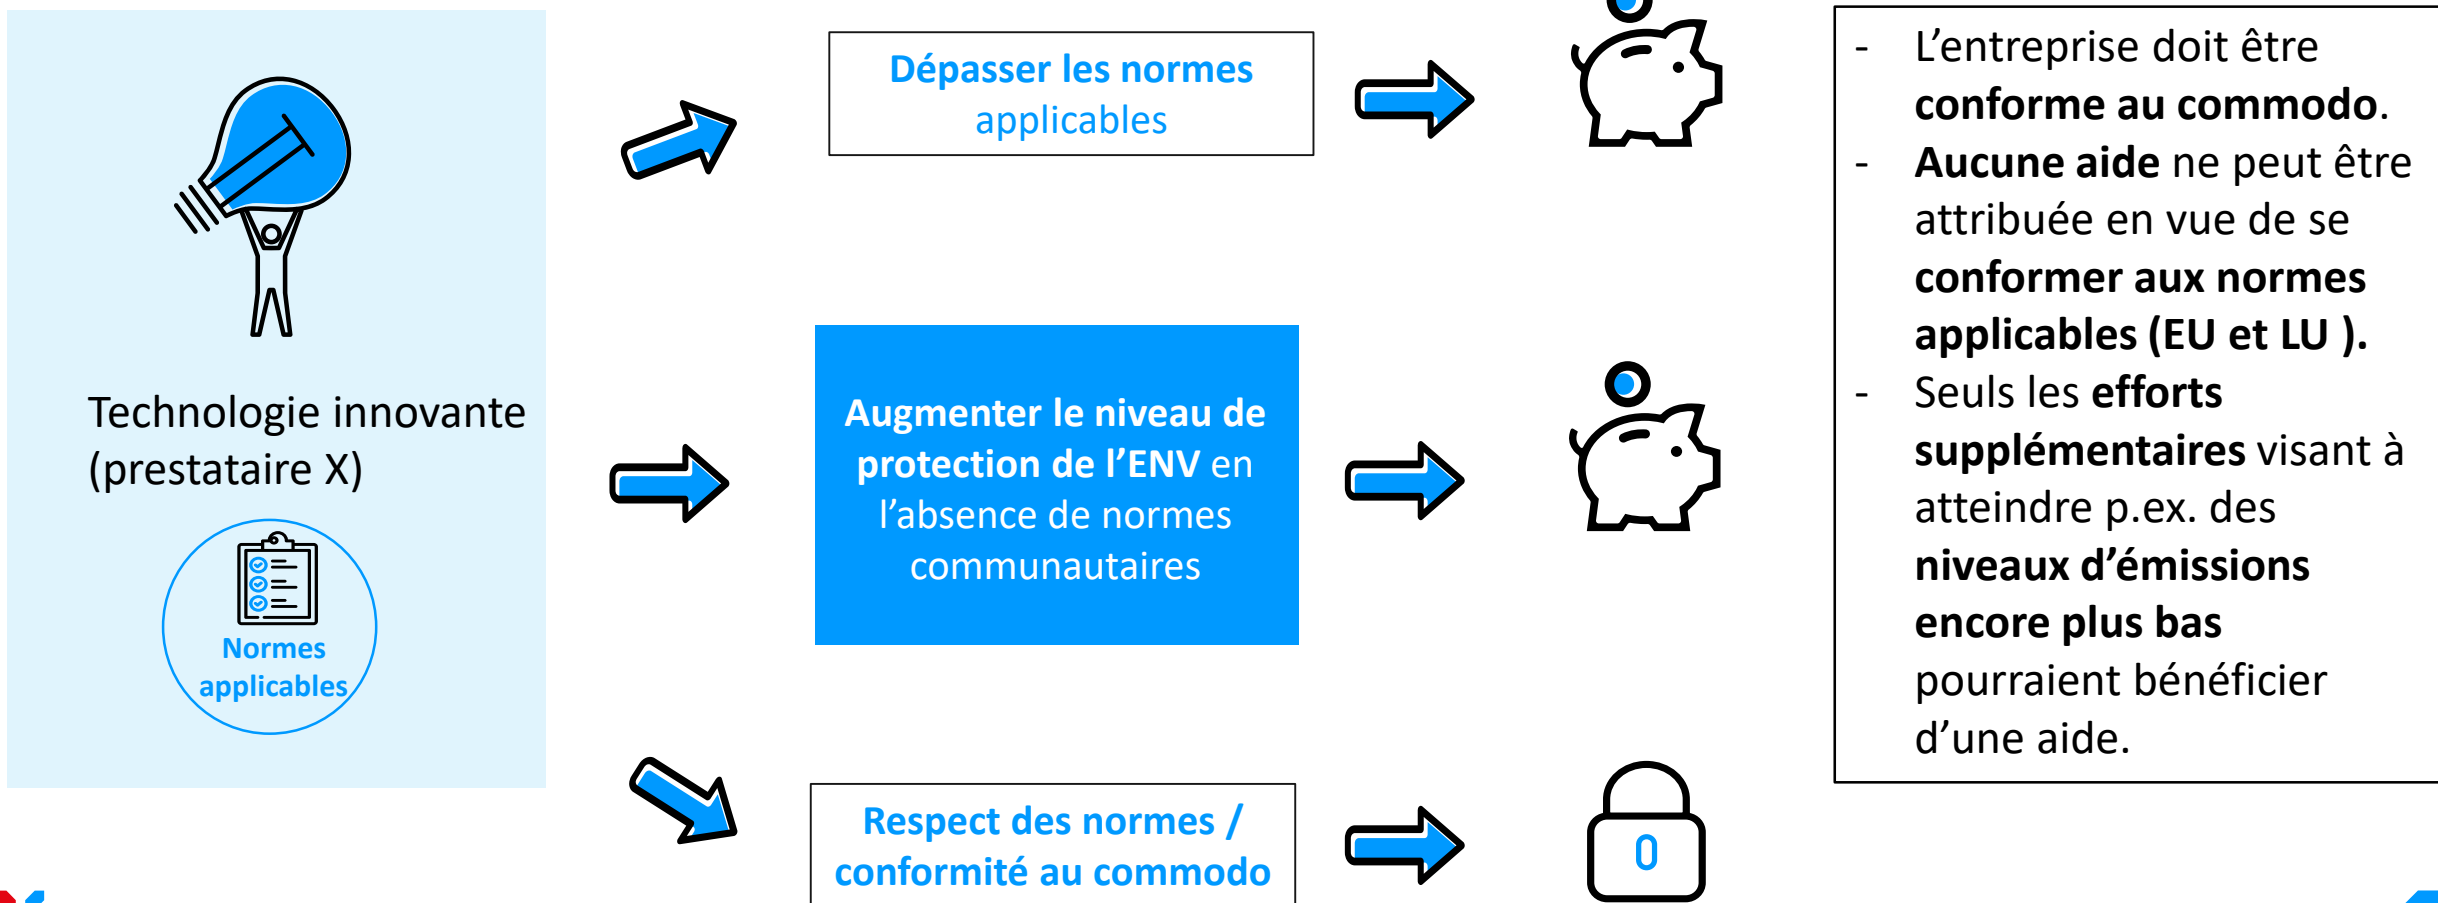 Technologie innovante
(prestataire X)
Normes
applicables
Dépasser les normes
applicables
Augmenter le niveau de
protection de l'ENV en
l'absence de normes
communautaires
Respect des normes /
conformité au commodo
- L'entreprise doit être
conforme au commodo.
- Aucune aide ne peut être
attribuée en vue de se
conformer aux normes
applicables (EU et LU ).
- Seuls les efforts
supplémentaires visant à
atteindre p.ex. des
niveaux d'émissions
encore plus bas
pourraient bénéficier
d'une aide.